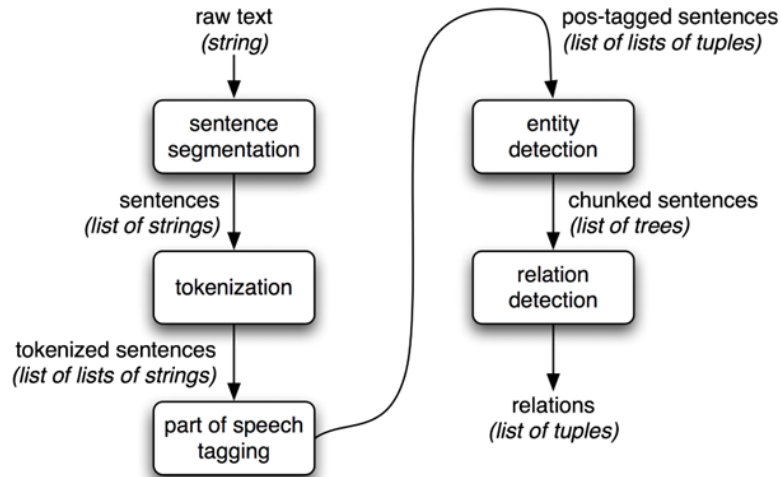 raw text
(string)
sentence
segmentation
sentences
(list of strings)
tokenization
tokenized sentences
(list of lists of strings)
part of speech
tagging
pos-tagged sentences
(list of lists of tuples)
entity
detection
chunked sentences
(list of trees)
relation
detection
relations
(list of tuples)